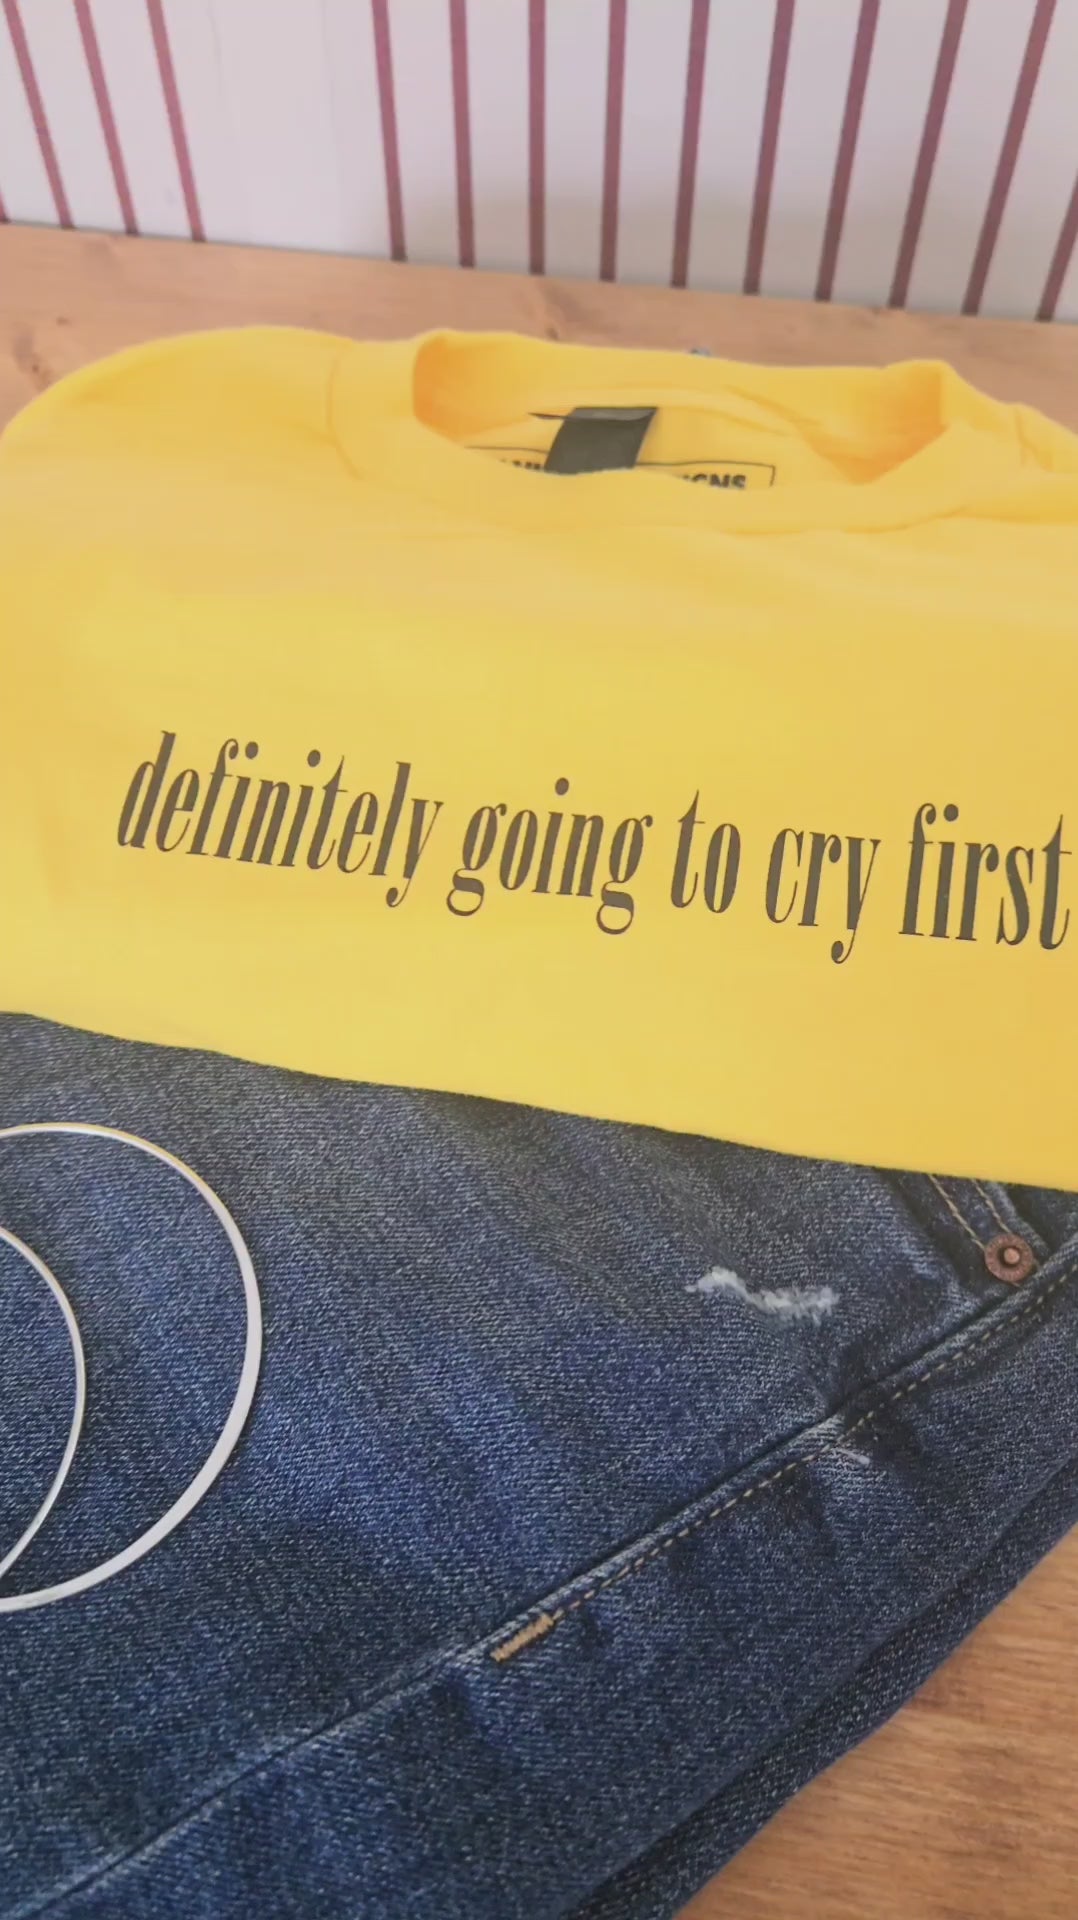 definitely going to cry first